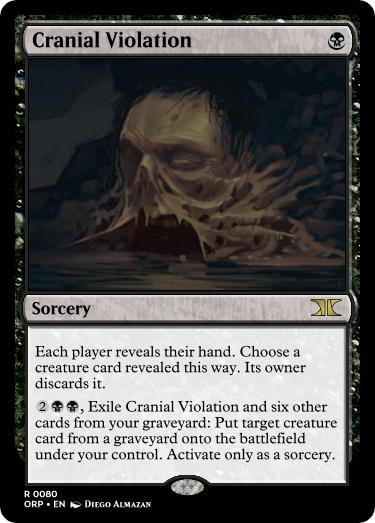 Cranial Violation
Sorcery
Each player reveals their hand. Choose a
creature card revealed this way. Its owner
discards it.
2, Exile Cranial Violation and six other
cards from your graveyard: Put target creature
card from a graveyard onto the battlefield
under your control. Activate only as a sorcery.
R 0080
ORP • EN Diego Almazan